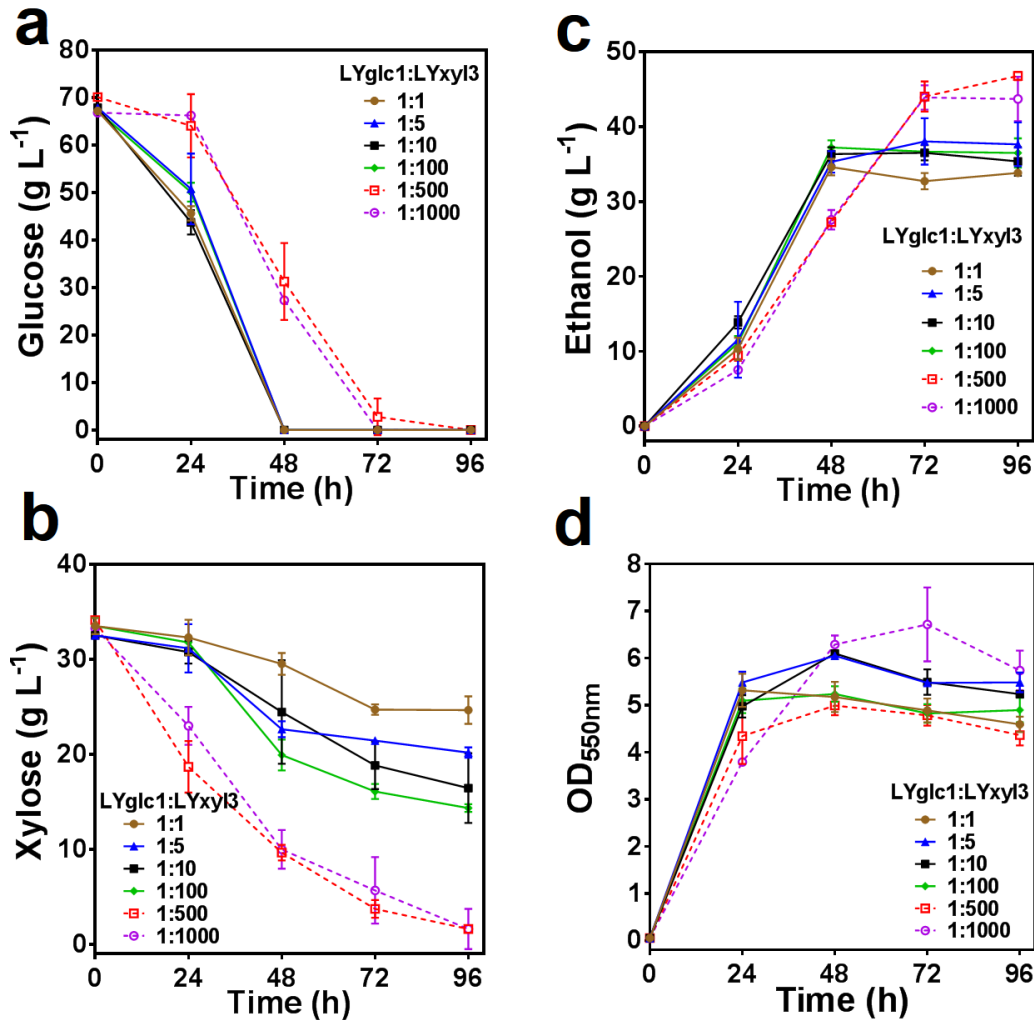 a
Glucose (g L⁻¹)
80
70
60
50
40
30
20
10
0
LYglc1:LYxyl3
1:1
1:5
1:10
1:100
1:500
1:1000
0 24 48 72 96
Time (h)
c
Ethanol (g L⁻¹)
50
40
30
20
10
0
LYglc1:LYxyl3
1:1
1:5
1:10
1:100
1:500
1:1000
0 24 48 72 96
Time (h)
b
Xylose (g L⁻¹)
40
30
20
10
0
LYglc1:LYxyl3
1:1
1:5
1:10
1:100
1:500
1:1000
0 24 48 72 96
Time (h)
d
OD550nm
8
7
6
5
4
3
2
1
0
LYglc1:LYxyl3
1:1
1:5
1:10
1:100
1:500
1:1000
0 24 48 72 96
Time (h)